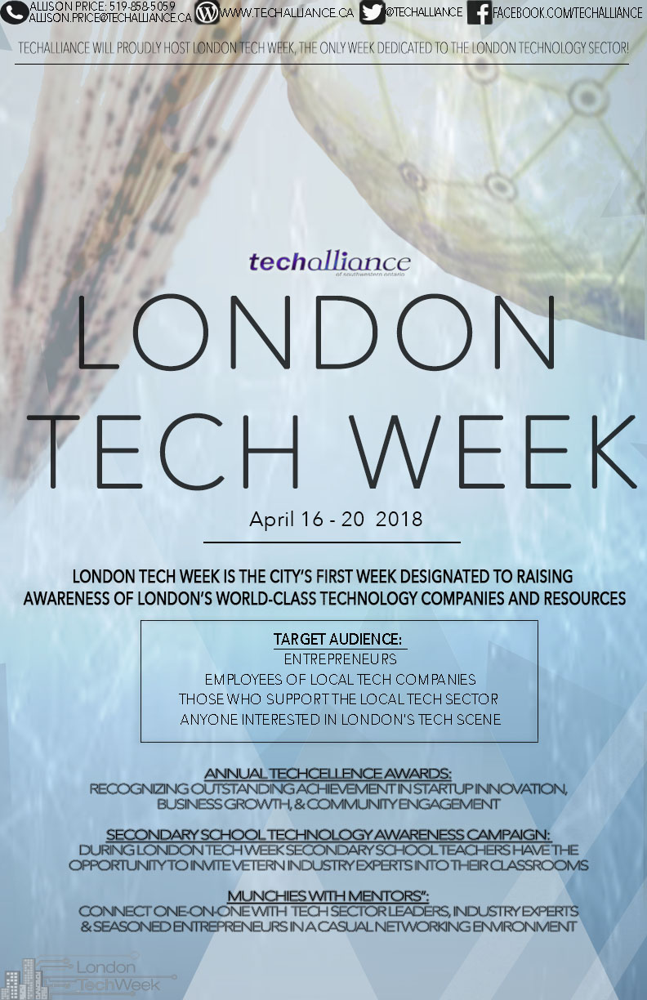 ALLISON PRICE: 519-858-5059
ALLISON.PRICE@TECHALLIANCE.CA
WWW.TECHALLIANCE.CA
@TECHALLIANCE
FACEBOOK.COM/TECHALLIANCE
TECHALLIANCE WILL PROUDLY HOST LONDON TECH WEEK, THE ONLY WEEK DEDICATED TO THE LONDON TECHNOLOGY SECTOR!
techalliance
of southwestern ontario
LONDON
TECH WEEK
April 16 - 20 2018
LONDON TECH WEEK IS THE CITY'S FIRST WEEK DESIGNATED TO RAISING
AWARENESS OF LONDON'S WORLD-CLASS TECHNOLOGY COMPANIES AND RESOURCES
TARGET AUDIENCE:
ENTREPRENEURS
EMPLOYEES OF LOCAL TECH COMPANIES
THOSE WHO SUPPORT THE LOCAL TECH SECTOR
ANYONE INTERESTED IN LONDON'S TECH SCENE
ANNUAL TECHCELLENCE AWARDS:
RECOGNIZING OUTSTANDING ACHIEVEMENT IN STARTUP INNOVATION,
BUSINESS GROWTH, & COMMUNITY ENGAGEMENT
SECONDARY SCHOOL TECHNOLOGY AWARENESS CAMPAIGN:
DURING LONDON TECH WEEK SECONDARY SCHOOL TEACHERS HAVE THE
OPPORTUNITY TO INVITE VETERN INDUSTRY EXPERTS INTO THEIR CLASSROOMS
MUNCHIES WITH MENTORS":
CONNECT ONE-ON-ONE WITH TECH SECTOR LEADERS, INDUSTRY EXPERTS
& SEASONED ENTREPRENEURS IN A CASUAL NETWORKING ENVIRONMENT
London
TechWeek